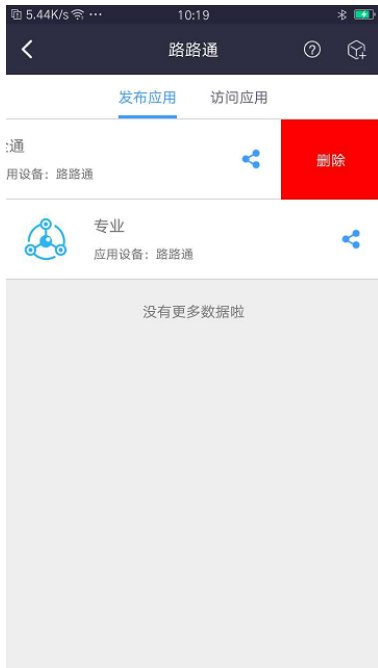 5.44K/s ... 10:19
路路通
发布应用 访问应用
通
用设备：路路通
删除
专业
应用设备：路路通
没有更多数据啦